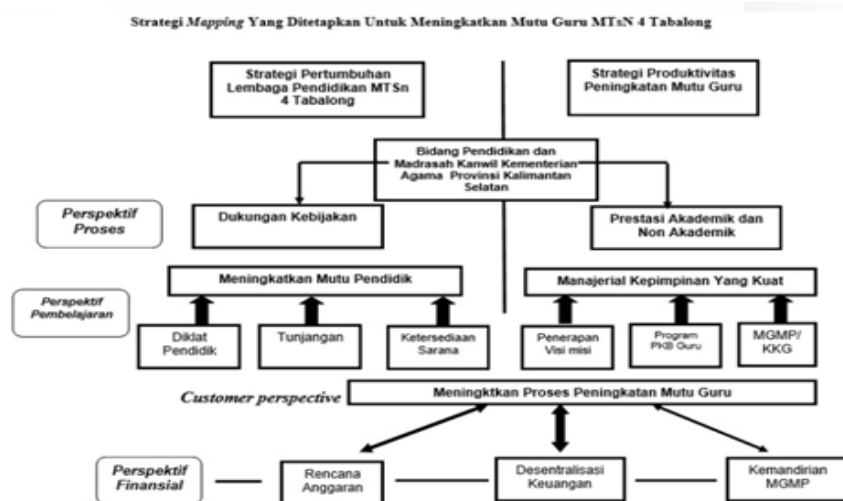 Strategi Mapping Yang Ditetapkan Untuk Meningkatkan Mutu Guru MTsN 4 Tabalong
Strategi Pertumbuhan
Lembaga Pendidikan MTSn
4 Tabalong
Strategi Produktivitas
Peningkatan Mutu Guru
Bidang Pendidikan dan
Madrasah Kanwil Kementerian
Agama Provinsi Kalimantan
Selatan
Perspektif
Proses
Dukungan Kebijakan
Prestasi Akademik dan
Non Akademik
Meningkatkan Mutu Pendidik
Manajerial Kepimpinan Yang Kuat
Perspektif
Pembelajaran
Diklat
Pendidik
Tunjangan
Ketersediaan
Sarana
Penerapan
Visi misi
Program
PKB Guru
MGMP/
KKG
Customer perspective
Meningktkan Proses Peningkatan Mutu Guru
Perspektif
Finansial
Rencana
Anggaran
Desentralisasi
Keuangan
Kemandirian
MGMP